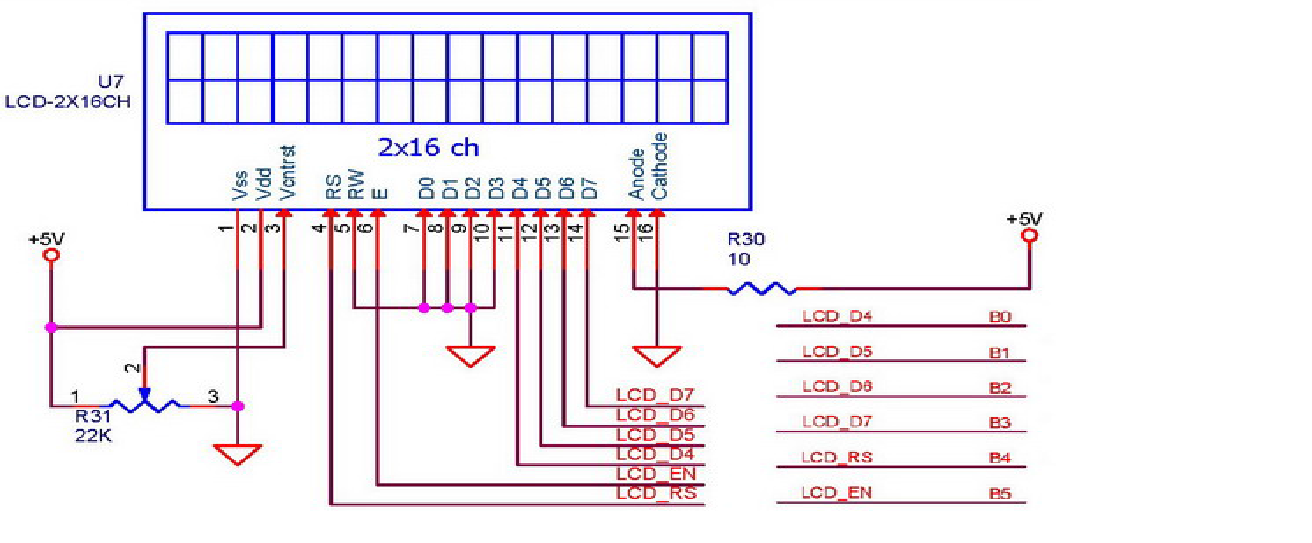 U7
LCD-2X16CH
2x16 ch
Vss
Vdd
Vcntrst
RS
RW
E
D0
D1
D2
D3
D4
D5
D6
D7
Anode
Cathode
1
2
3
4
5
6
7
8
9
10
11
12
13
14
15
16
+5V
+5V
R30
10
2
1
3
R31
22K
LCD_D7
LCD_D6
LCD_D5
LCD_D4
LCD_EN
LCD_RS
LCD_D4 B0
LCD_D5 B1
LCD_D6 B2
LCD_D7 B3
LCD_RS B4
LCD_EN B5